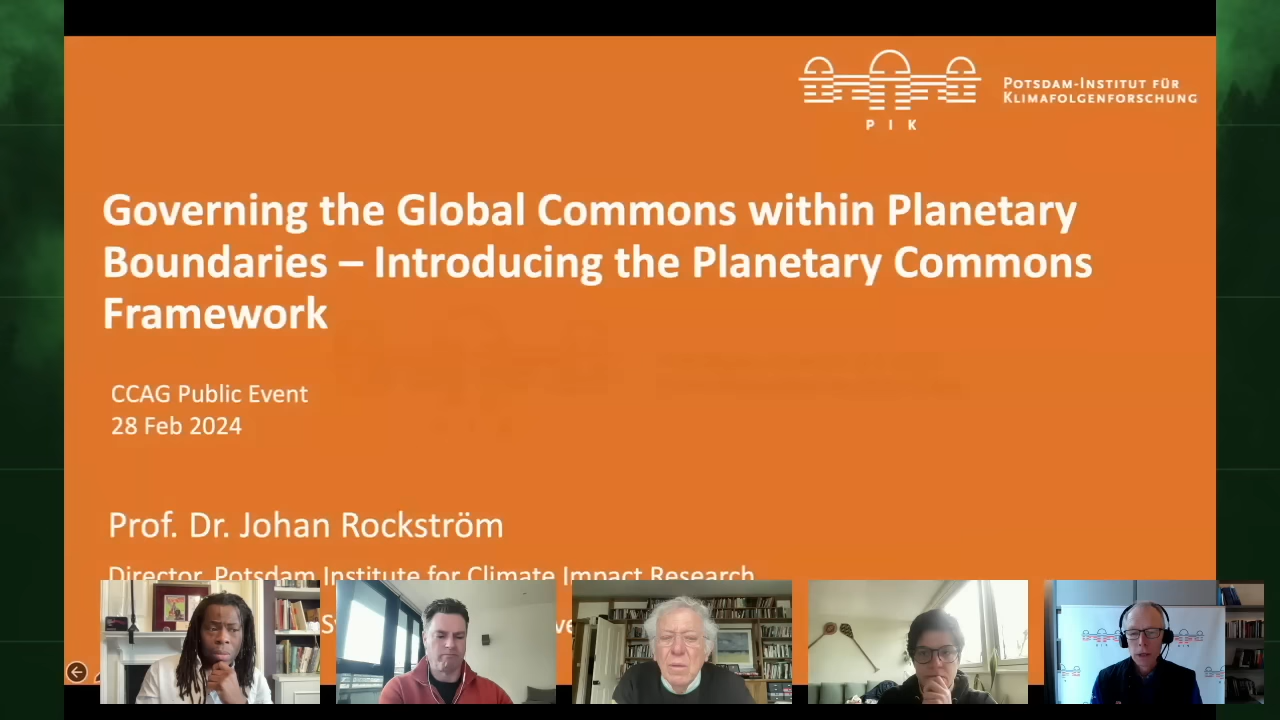 POTSDAM-INSTITUT FÜR
KLIMAFOLGENFORSCHUNG
PIK
Governing the Global Commons within Planetary
Boundaries – Introducing the Planetary Commons
Framework
CCAG Public Event
28 Feb 2024
Prof. Dr. Johan Rockström
Director, Potsdam Institute for Climate Impact Research